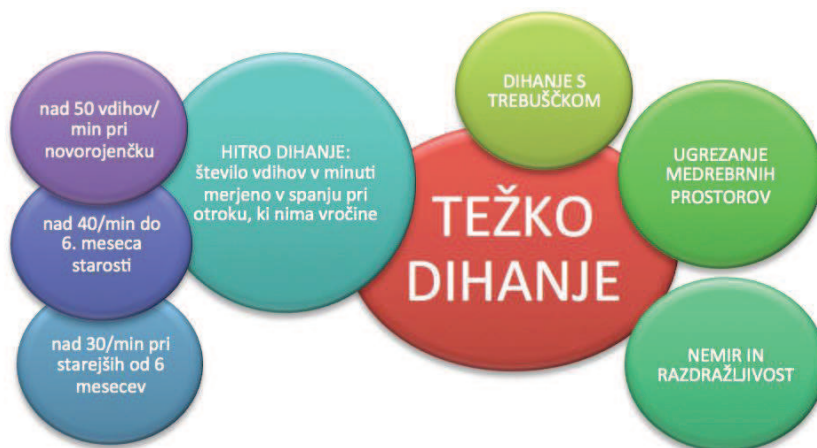 nad 50 vdihov/
min pri
novorojenčku
nad 40/min do
6. meseca
starosti
nad 30/min pri
starejših od 6
mesecev
HITRO DIHANJE:
število vdihov v minuti
merjeno v spanju pri
otroku, ki nima vročine
TEŽKO
DIHANJE
DIHANJE S
TREBUŠČKOM
UGREZANJE
MEDREBRNIH
PROSTOROV
NEMIR IN
RAZDRAŽLJIVOST